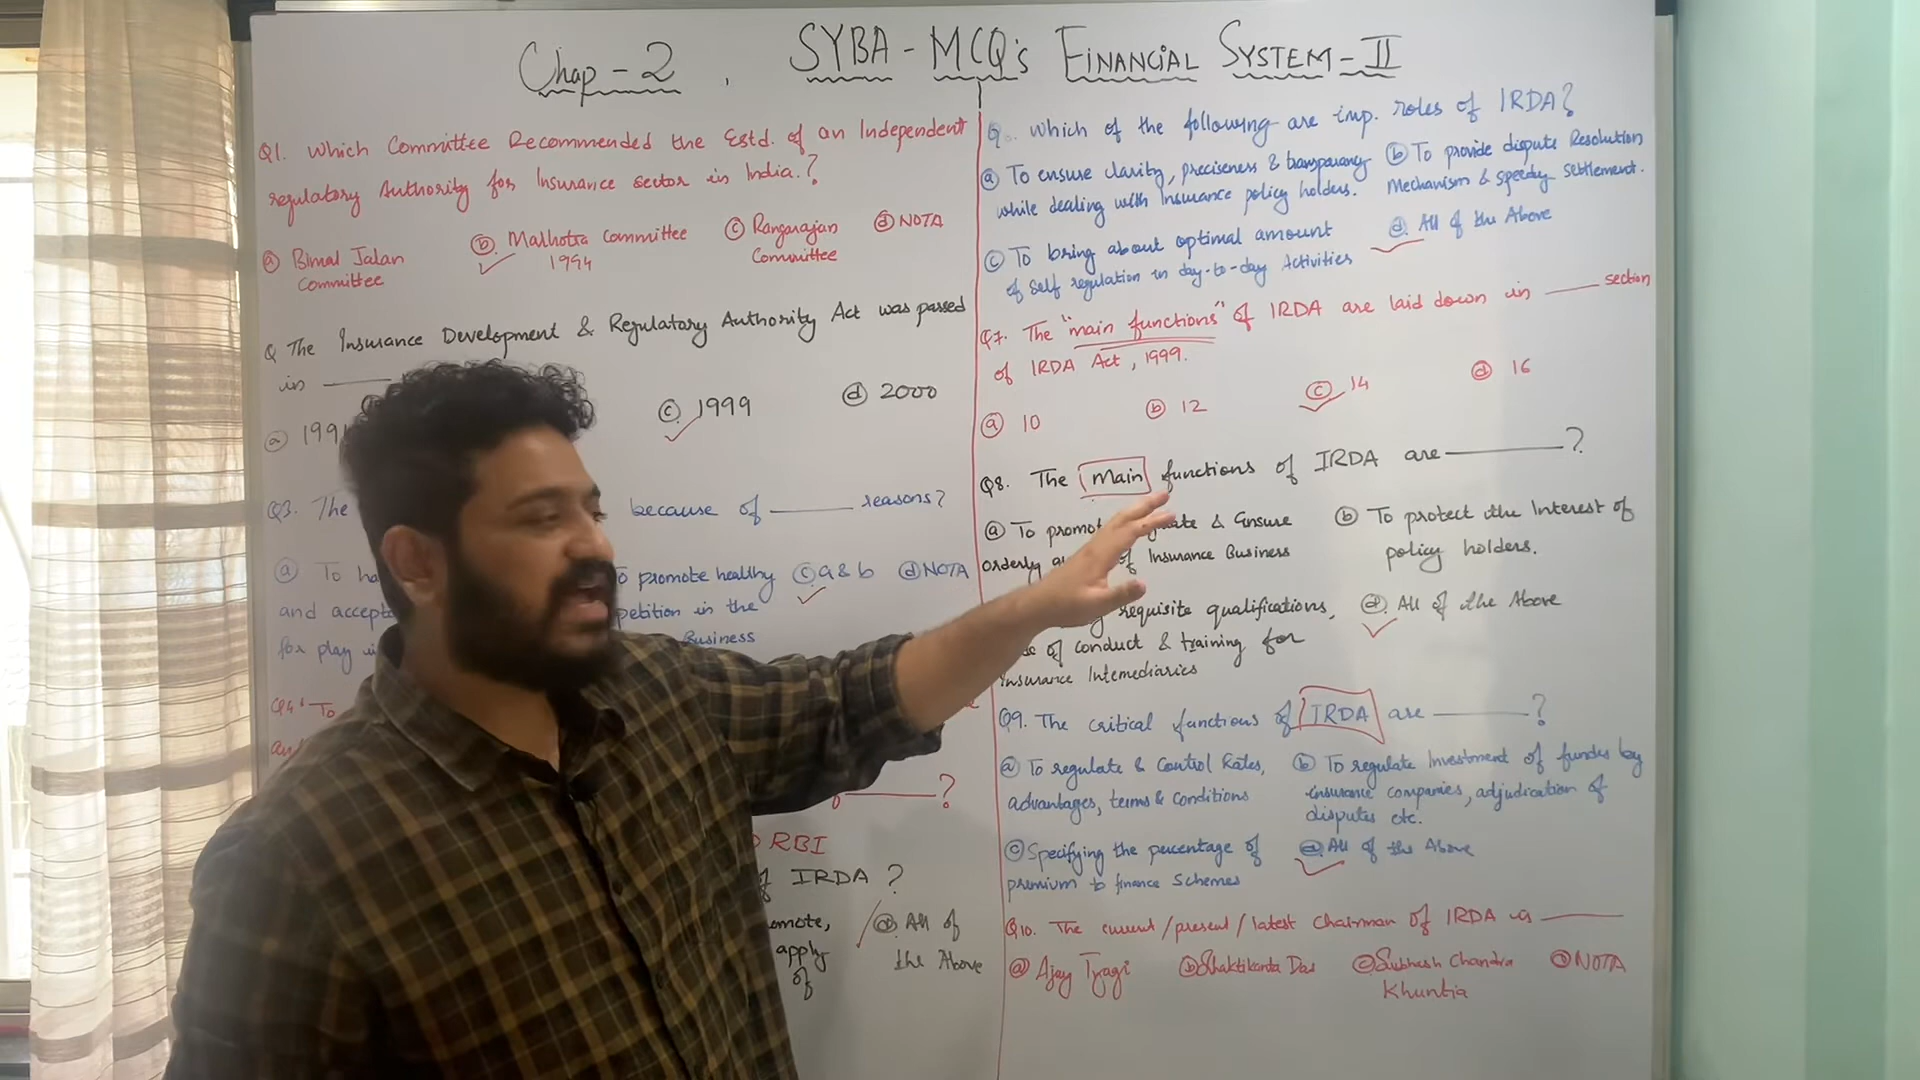 Chap-2. SYBA-MCQ's FINANCIAL SYSTEM-II
Q1. Which Committee Recommended the Estd. of an Independent
regulatory Authority for Insurance sector in India.?
(a) Bimal Jalan
Committee
(b) Malhotra Committee
1994
(c) Rangarajan
Committee
(d) NOTA
Q The Insurance Development & Regulatory Authority Act was passed
in ______
(a) 199
(c) 1999
(d) 2000
Q3. The
because of ______ reasons?
(a) To ha
and accepta
for play i
To promote healthy
petition in the
Business
(c) a & b
(d) NOTA
Q4. To
an
______?
RBI
of IRDA ?
omote,
apply
of
(d) All of
the Above
Q. Which of the following are imp. roles of IRDA?
(a) To ensure clarity, preciseness & transparency
while dealing with Insurance policy holders.
(b) To provide dispute Resolution
Mechanism & speedy settlement.
(c) To bring about optimal amount
of self regulation in day-to-day Activities
(d). All of the Above
Q7. The "main functions" of IRDA are laid down in ______ section
of IRDA Act, 1999.
(a) 10
(b) 12
(c) 14
(d) 16
Q8. The Main functions of IRDA are ______?
(a) To promot & Ensure
orderly of Insurance Business
(b) To protect the Interest of
policy holders.
requisite qualifications,
of conduct & training for
Insurance Intemediaries
(d). All of the Above
Q9. The critical functions of IRDA are ______?
(a) To regulate & Control Rates,
advantages, terms & Conditions
(b) To regulate Investment of fundes by
insurance companies, adjudication of
disputes etc.
(c) Specifying the percentage of
premium to finance Schemes
(d) All of the Above
Q10. The current/present/latest Chairman of IRDA is ______
(a) Ajay Tyagi
(b) Shaktikanta Das
(c) Subhash Chandra
Khuntia
(d) NOTA